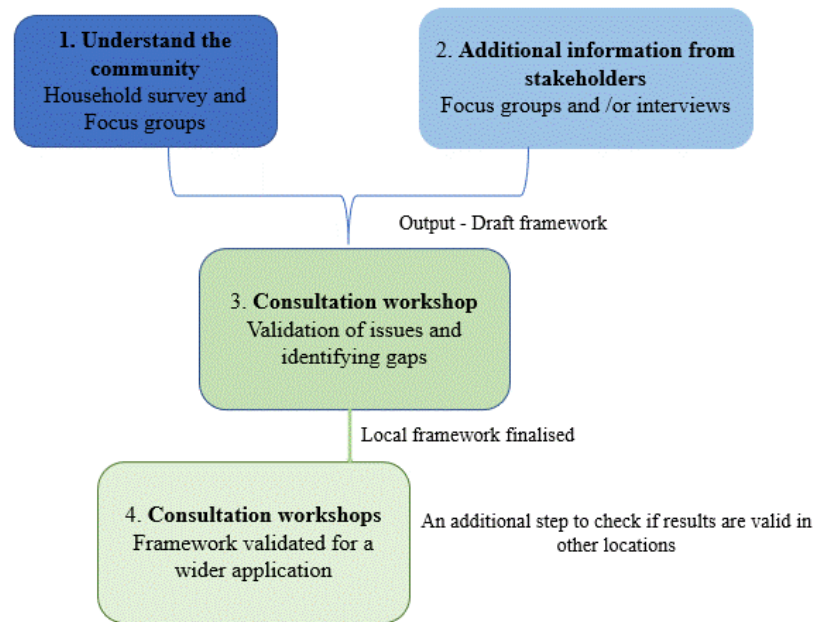 1. Understand the
community
Household survey and
Focus groups
2. Additional information from
stakeholders
Focus groups and /or interviews
Output - Draft framework
3. Consultation workshop
Validation of issues and
identifying gaps
Local framework finalised
4. Consultation workshops
Framework validated for a
wider application
An additional step to check if results are valid in
other locations